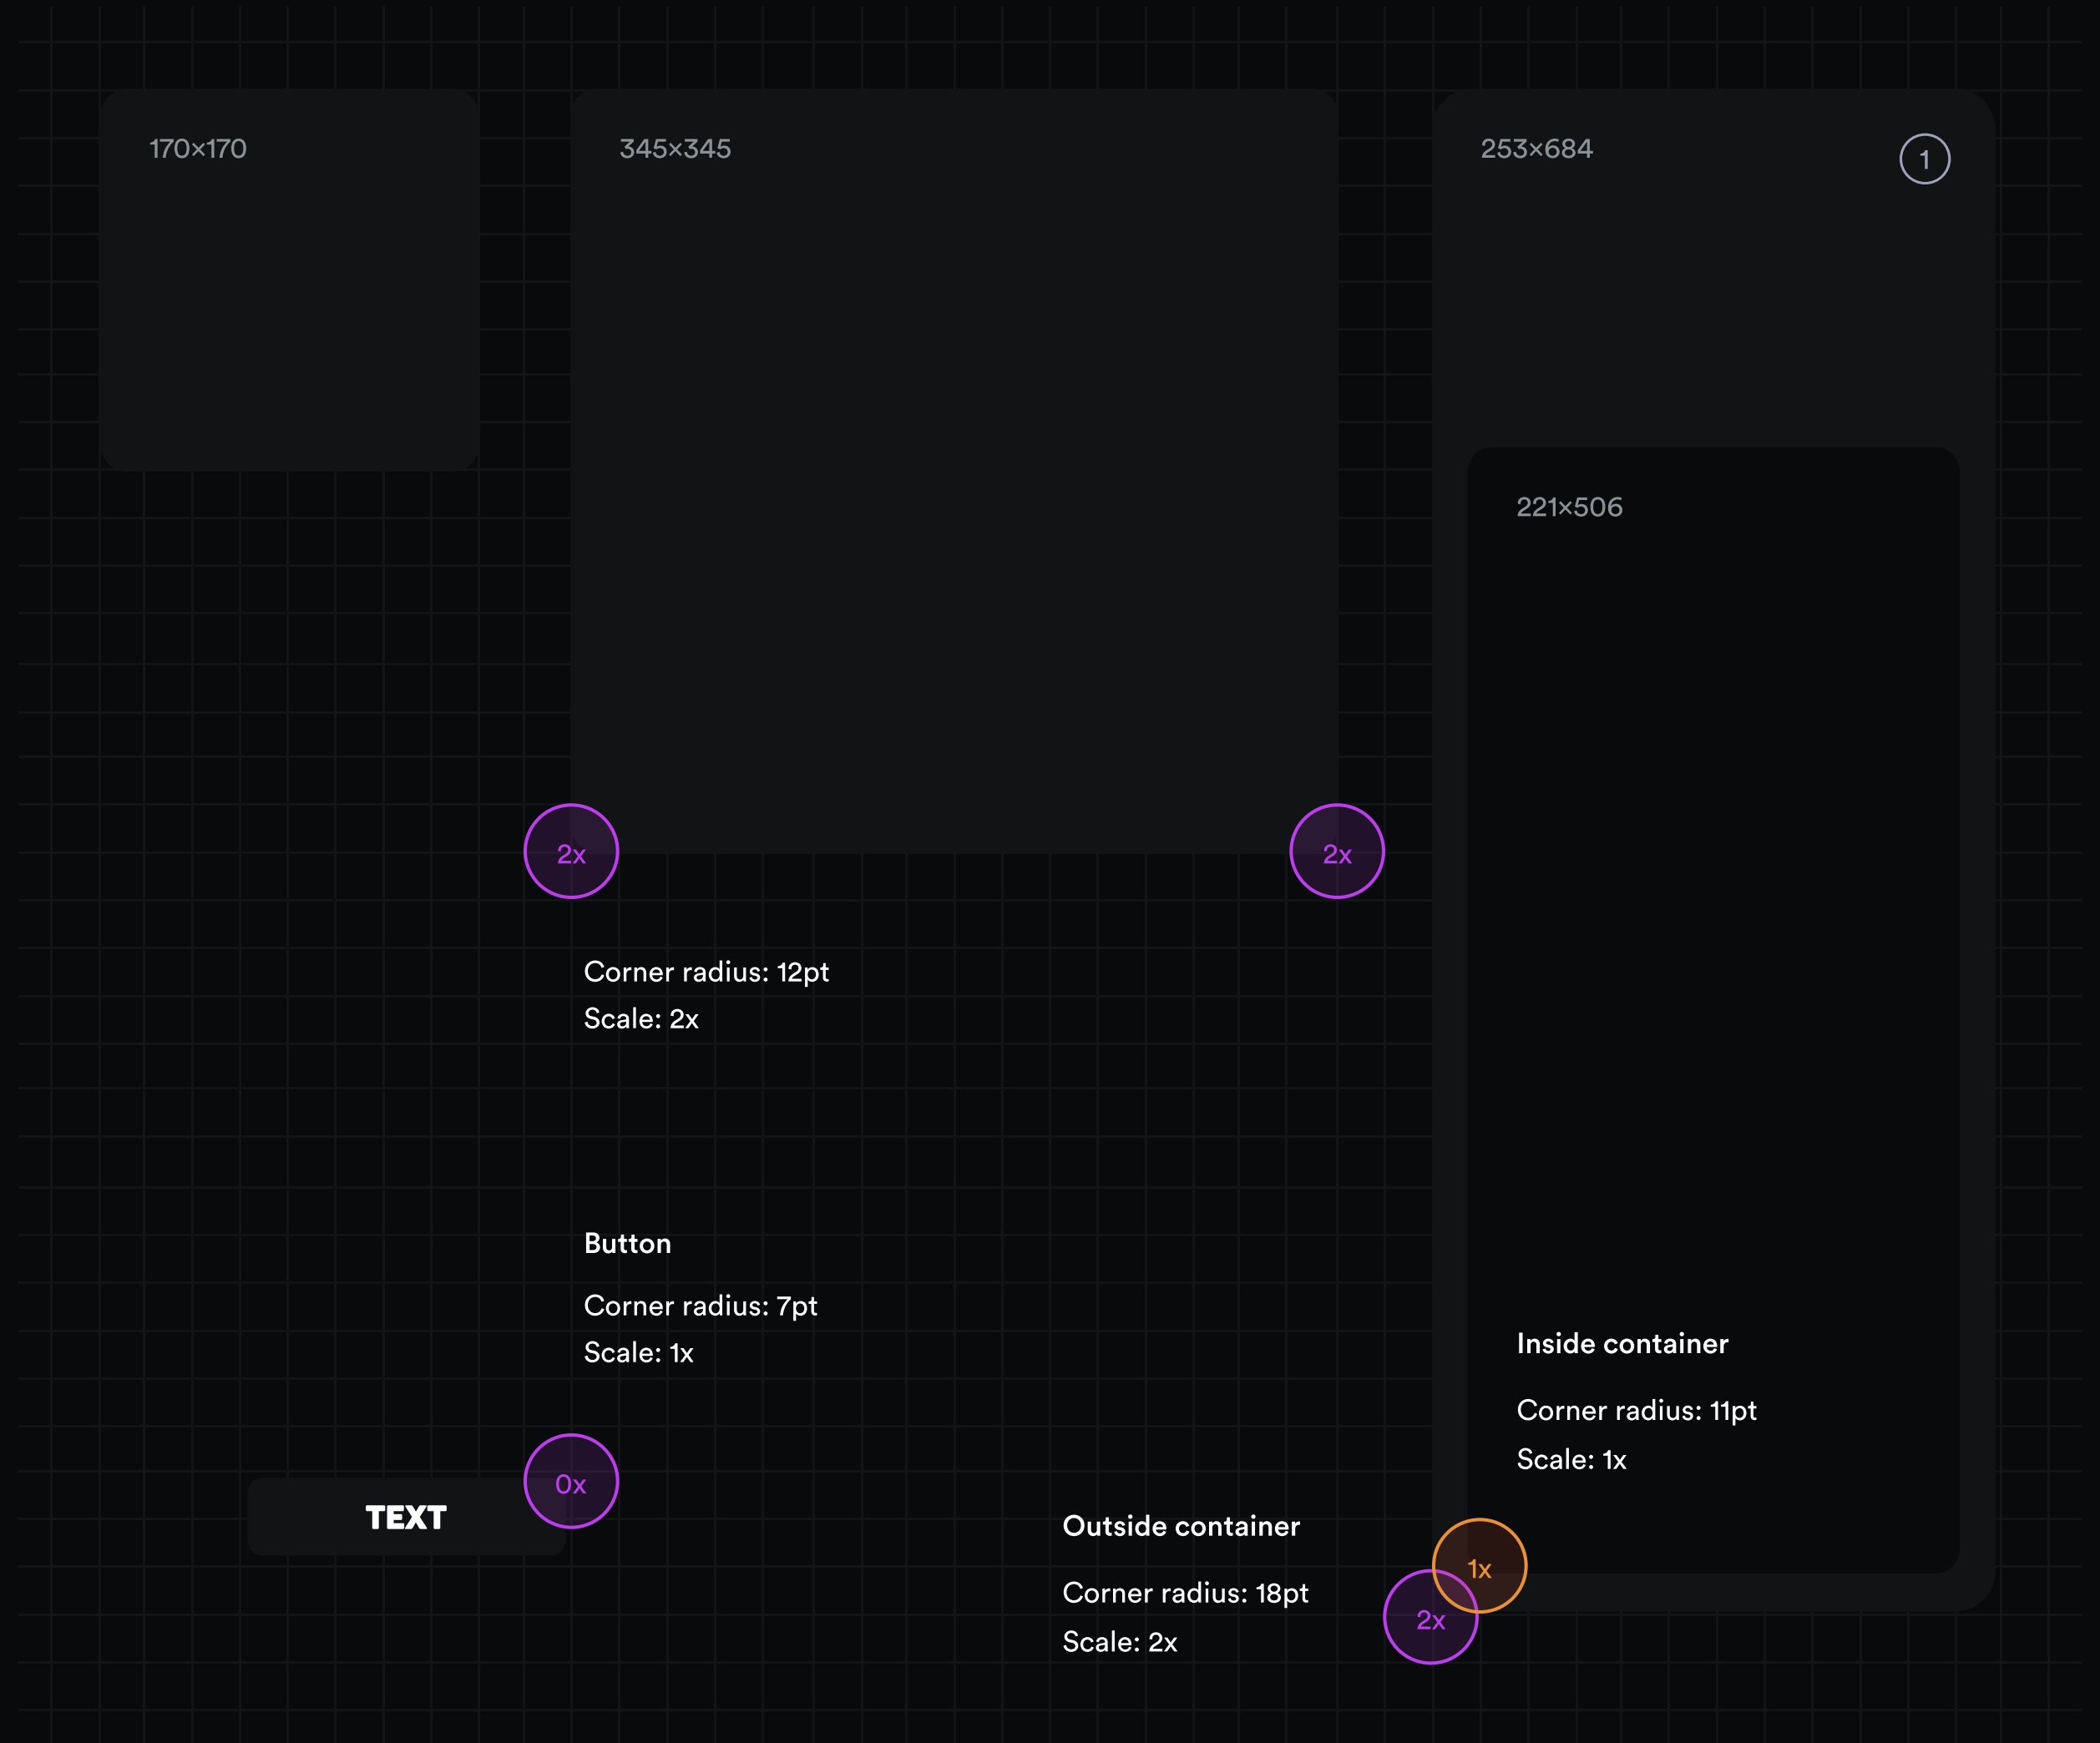 170×170
345×345
253×684
1
221×506
2x
2x
Corner radius: 12pt
Scale: 2x
Button
Corner radius: 7pt
Scale: 1x
0x
TEXT
Inside container
Corner radius: 11pt
Scale: 1x
Outside container
Corner radius: 18pt
Scale: 2x
1x
2x